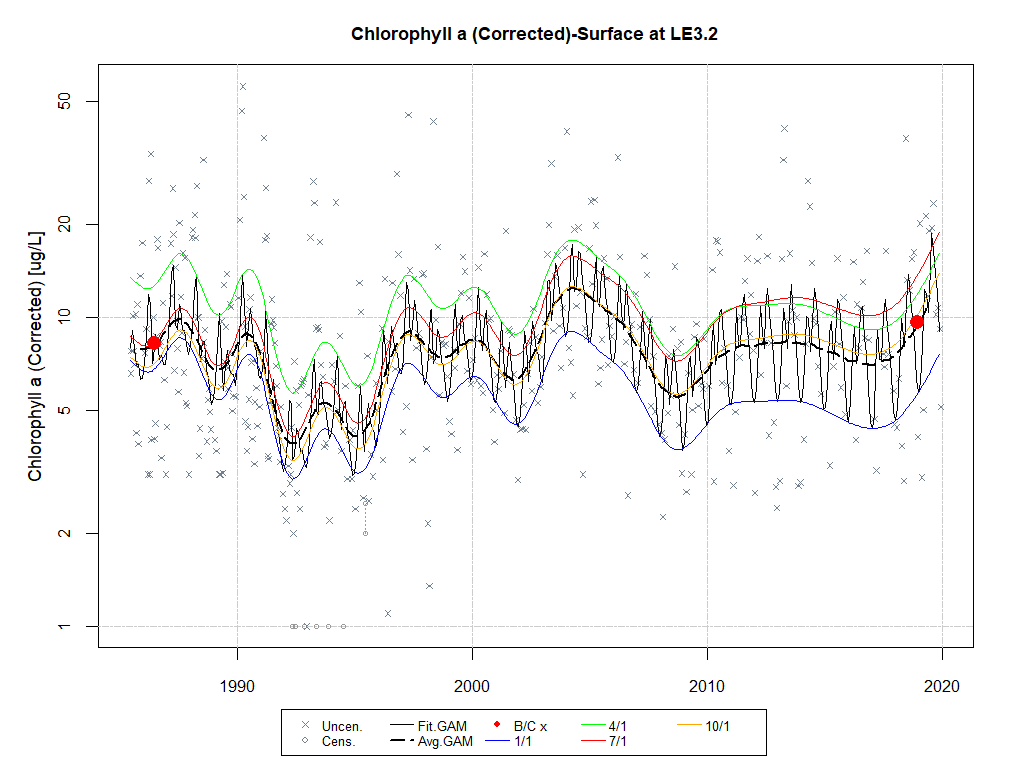 Chlorophyll a (Corrected)-Surface at LE3.2
Chlorophyll a (Corrected) [ug/L]
50
20
10
5
2
1
1990 2000 2010 2020
Uncen. Fit.GAM B/C x 4/1 10/1
Cens. Avg.GAM 1/1 7/1